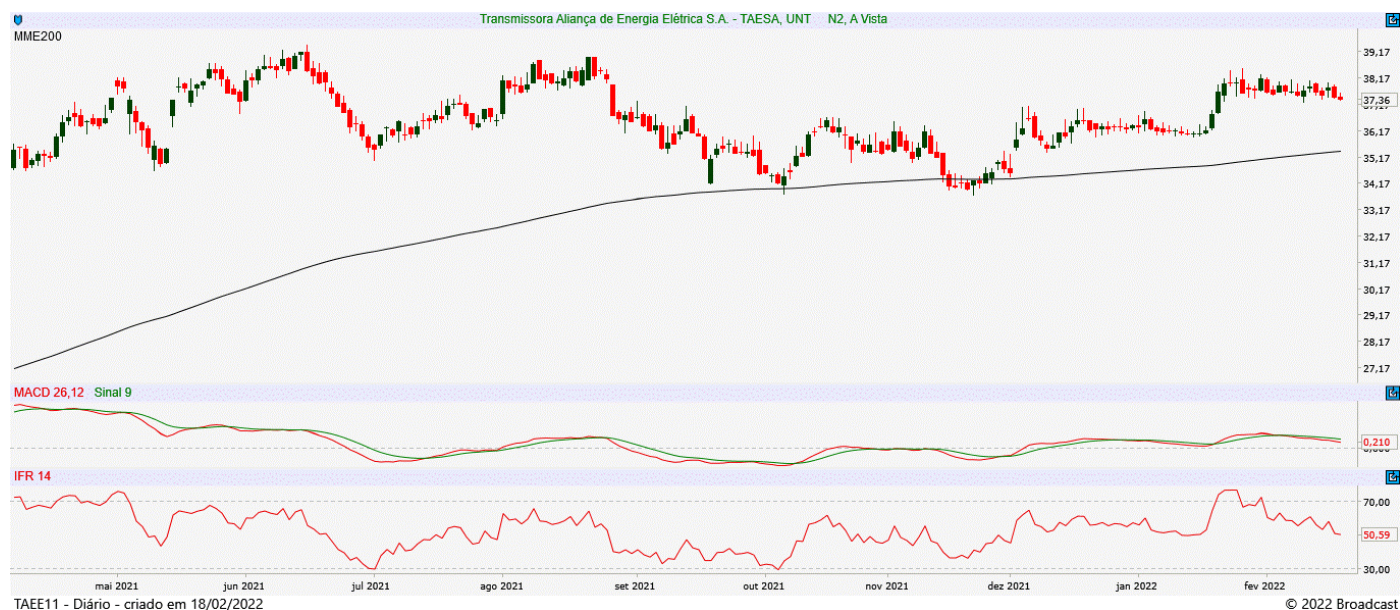 Transmissora Aliança de Energia Elétrica S.A. - TAESA, UNT N2, A Vista
MME200
39,17
38,17
37,36
36,17
35,17
34,17
33,17
32,17
31,17
30,17
29,17
28,17
27,17
MACD 26,12 Sinal 9
0,210
IFR 14
70,00
50,59
30,00
mai 2021 jun 2021 jul 2021 ago 2021 set 2021 out 2021 nov 2021 dez 2021 jan 2022 fev 2022
TAEE11 - Diário - criado em 18/02/2022 © 2022 Broadcast